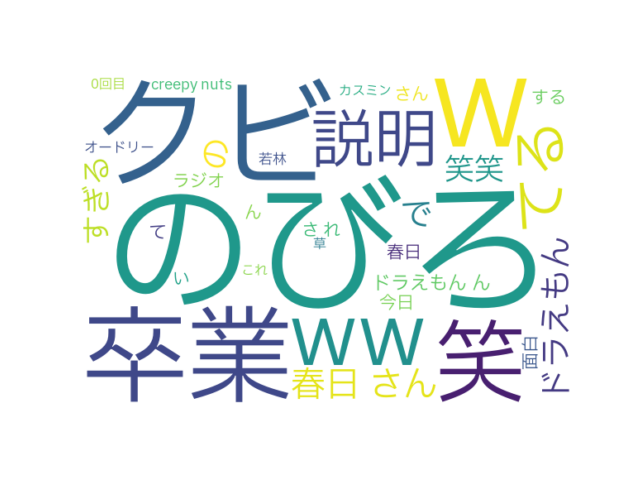 0回目
creepy nuts
カスミン
さん
する
クビ
説明
w
てる
オードリー
の
若林
笑笑
すぎる
ラジオ
のびろ
ん
て
され
で
草
春日
い
これ
ドラえもん ん
今日
ドラえもん
卒業
ww
笑
面白
春日 さん